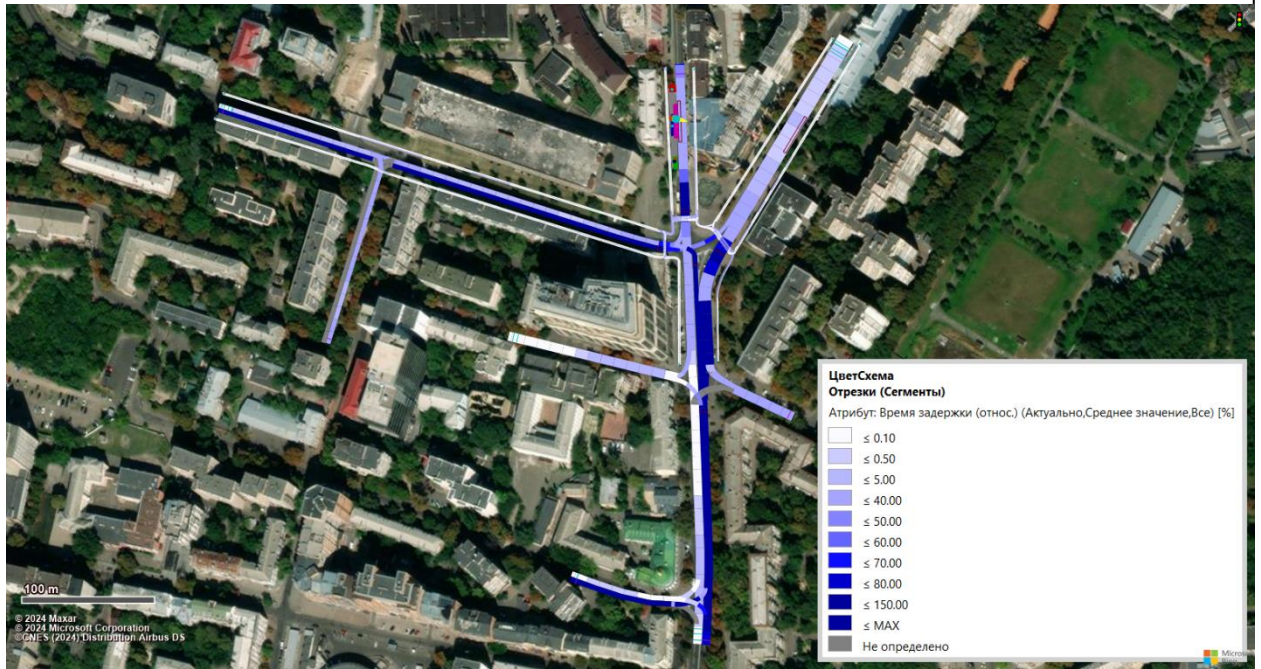 ЦветСхема
Отрезки (Сегменты)
Атрибут: Время задержки (относ.) (Актуально,Среднее значение,Все) [%]
≤ 0.10
≤ 0.50
≤ 5.00
≤ 40.00
≤ 50.00
≤ 60.00
≤ 70.00
≤ 80.00
≤ 150.00
≤ MAX
Не определено
100 m
© 2024 Maxar
© 2024 Microsoft Corporation
©CNES (2024) Distribution Airbus DS